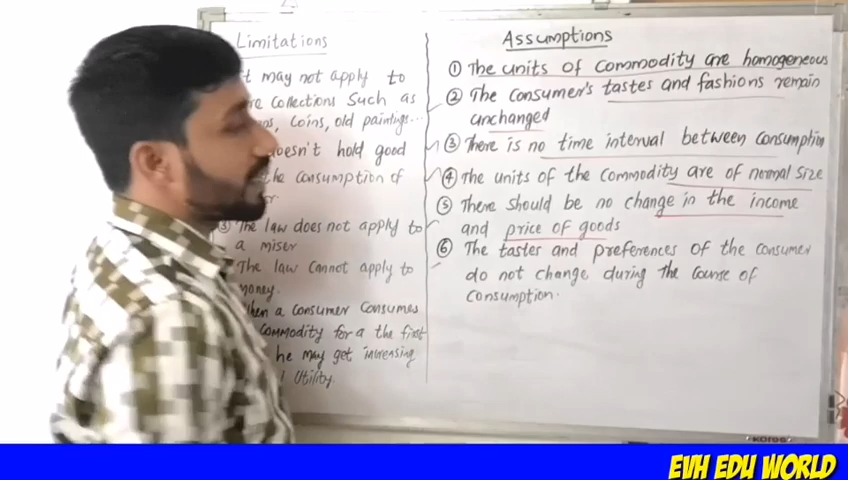 Limitations
t may not apply to
re collections Such as
ns, Coins, old paintings...
doesn't hold good
he consumption of
r
③ The law does not apply to
a miser
The law cannot apply to
money.
hen a consumer consumes
commodity for a the first
he may get increasing
l Utility.
Assumptions
① The units of commodity are homogeneous
② The consumer's tastes and fashions remain
unchanged
③ There is no time interval between consumption
④ The units of the commodity are of normal size
⑤ There should be no change in the income
and price of goods
⑥ The tastes and preferences of the consumer
do not change during the course of
consumption.
KOROS
EVH EDU WORLD